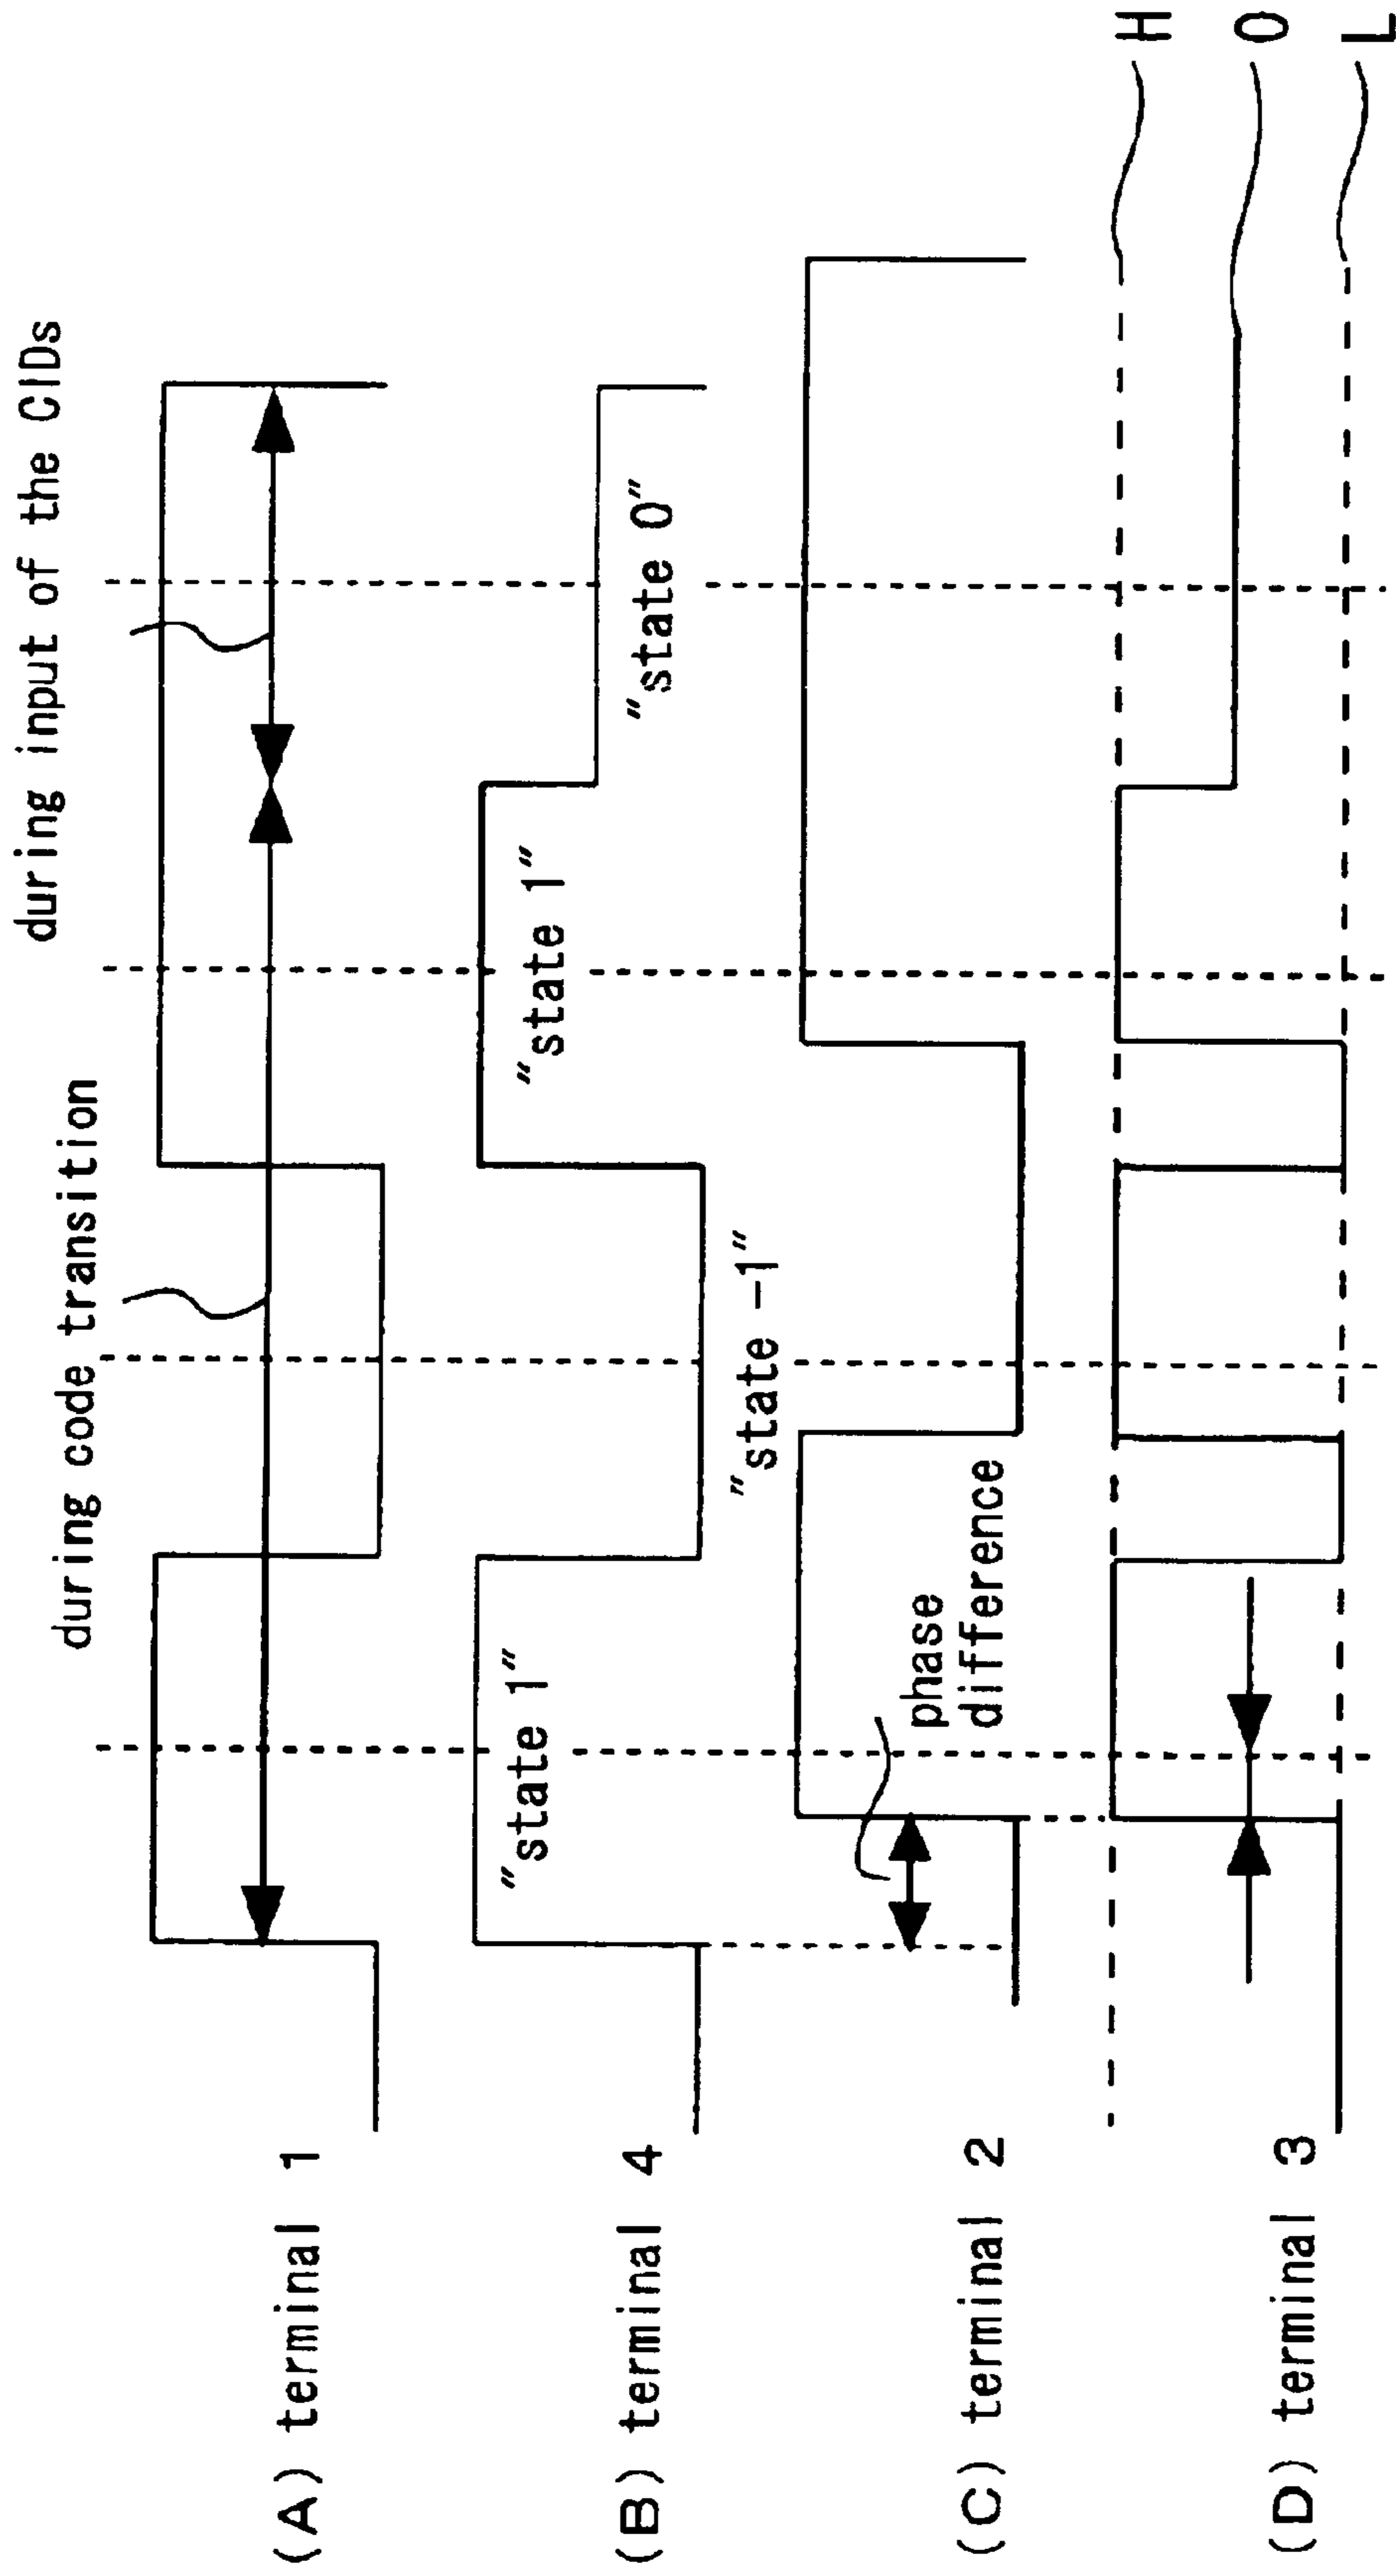 during input of the CIDs
during code transition
(A) terminal 1
(B) terminal 4
"state 1"
"state -1"
"state 1"
"state 0"
(C) terminal 2
phase
difference
(D) terminal 3
H
0
L